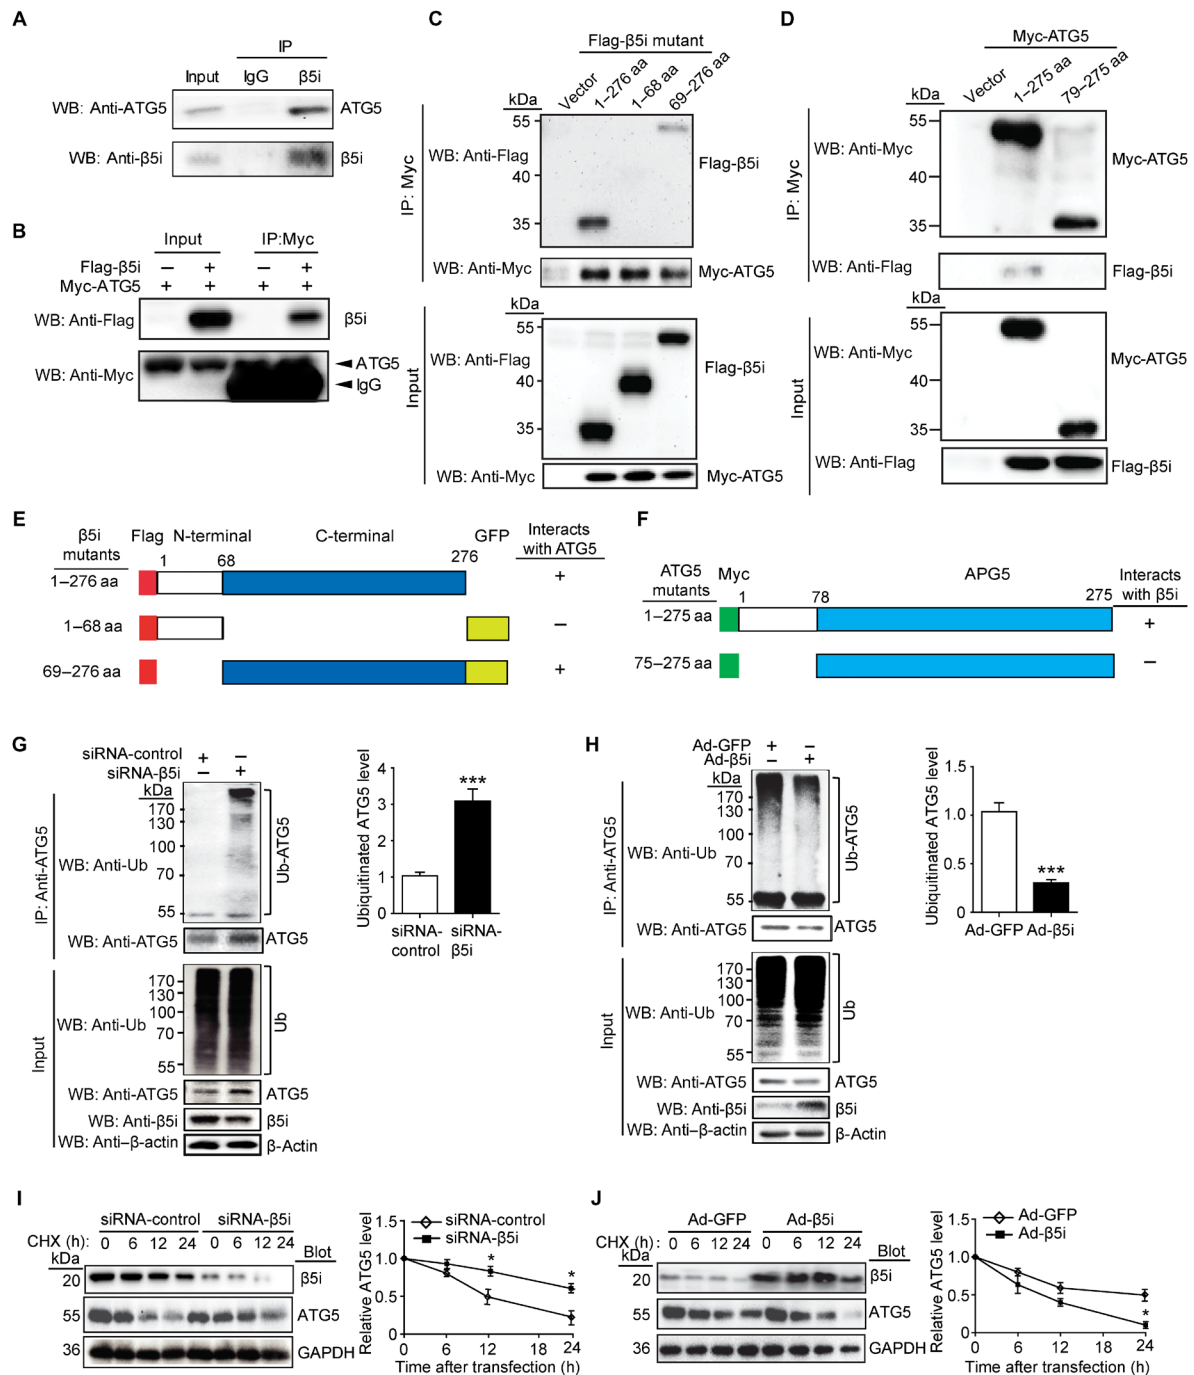 A
IP
Input IgG β5i
WB: Anti-ATG5 ATG5
WB: Anti-β5i β5i
B
Input IP:Myc
Flag-β5i – + – +
Myc-ATG5 + + + +
WB: Anti-Flag β5i
WB: Anti-Myc ATG5
IgG
C
Flag-β5i mutant
Vector 1–276 aa 1–68 aa 69–276 aa
kDa
IP: Myc
55
WB: Anti-Flag Flag-β5i
40
35
WB: Anti-Myc Myc-ATG5
kDa
Input
55
WB: Anti-Flag Flag-β5i
40
35
WB: Anti-Myc Myc-ATG5
D
Myc-ATG5
Vector 1–275 aa 79–275 aa
kDa
IP: Myc
55
WB: Anti-Myc Myc-ATG5
40
35
WB: Anti-Flag Flag-β5i
kDa
Input
55
WB: Anti-Myc Myc-ATG5
40
35
WB: Anti-Flag Flag-β5i
E
β5i mutants Flag N-terminal C-terminal GFP Interacts with ATG5
1 68 276
1–276 aa +
1–68 aa –
69–276 aa +
F
ATG5 mutants Myc APG5 Interacts with β5i
1 78 275
1–275 aa +
75–275 aa –
G
siRNA-control + –
siRNA-β5i – +
kDa
IP: Anti-ATG5
170
130
100
WB: Anti-Ub Ub-ATG5
70
55
WB: Anti-ATG5 ATG5
Input
170
130
100
WB: Anti-Ub Ub
70
55
WB: Anti-ATG5 ATG5
WB: Anti-β5i β5i
WB: Anti–β-actin β-Actin
Ubiquitinated ATG5 level
4
3
2
1
0
***
siRNA-control siRNA-β5i
H
Ad-GFP + –
Ad-β5i – +
kDa
IP: Anti-ATG5
170
130
100
WB: Anti-Ub Ub-ATG5
70
55
WB: Anti-ATG5 ATG5
Input
170
130
100
WB: Anti-Ub Ub
70
55
WB: Anti-ATG5 ATG5
WB: Anti-β5i β5i
WB: Anti–β-actin β-Actin
Ubiquitinated ATG5 level
1.5
1.0
0.5
0
***
Ad-GFP Ad-β5i
I
siRNA-control siRNA-β5i
CHX (h): 0 6 12 24 0 6 12 24
kDa Blot
20 β5i
55 ATG5
36 GAPDH
Relative ATG5 level
1.5
1.0
0.5
0
siRNA-control
siRNA-β5i
*
*
0 6 12 18 24
Time after transfection (h)
J
Ad-GFP Ad-β5i
CHX (h): 0 6 12 24 0 6 12 24
kDa Blot
20 β5i
55 ATG5
36 GAPDH
Relative ATG5 level
1.5
1.0
0.5
0
Ad-GFP
Ad-β5i
*
0 6 12 18 24
Time after transfection (h)